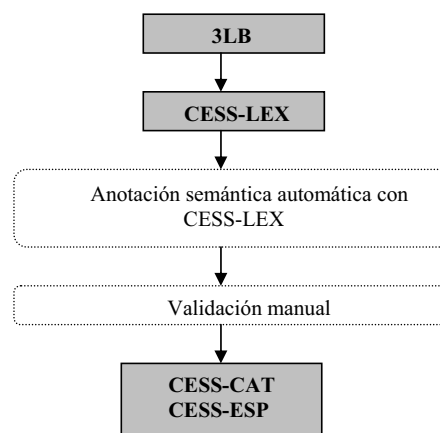 3LB
CESS-LEX
Anotación semántica automática con
CESS-LEX
Validación manual
CESS-CAT
CESS-ESP